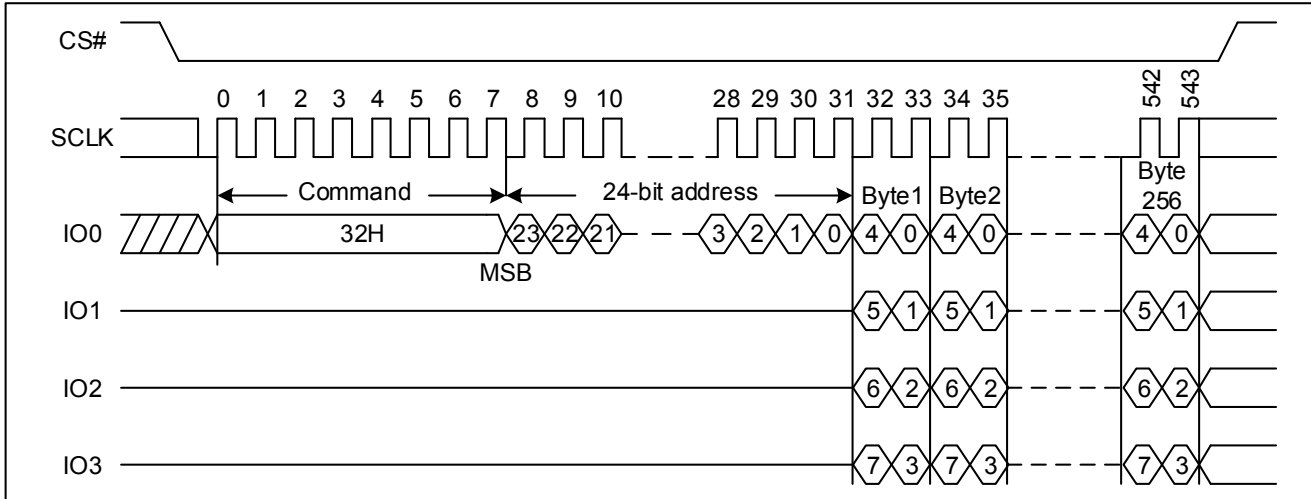 CS#
0 1 2 3 4 5 6 7 8 9 10 28 29 30 31 32 33 34 35 542 543
SCLK
Command 24-bit address Byte1 Byte2 Byte
256
IO0 32H 23 22 21 3 2 1 0 4 0 4 0 4 0
MSB
IO1 5 1 5 1 5 1
IO2 6 2 6 2 6 2
IO3 7 3 7 3 7 3